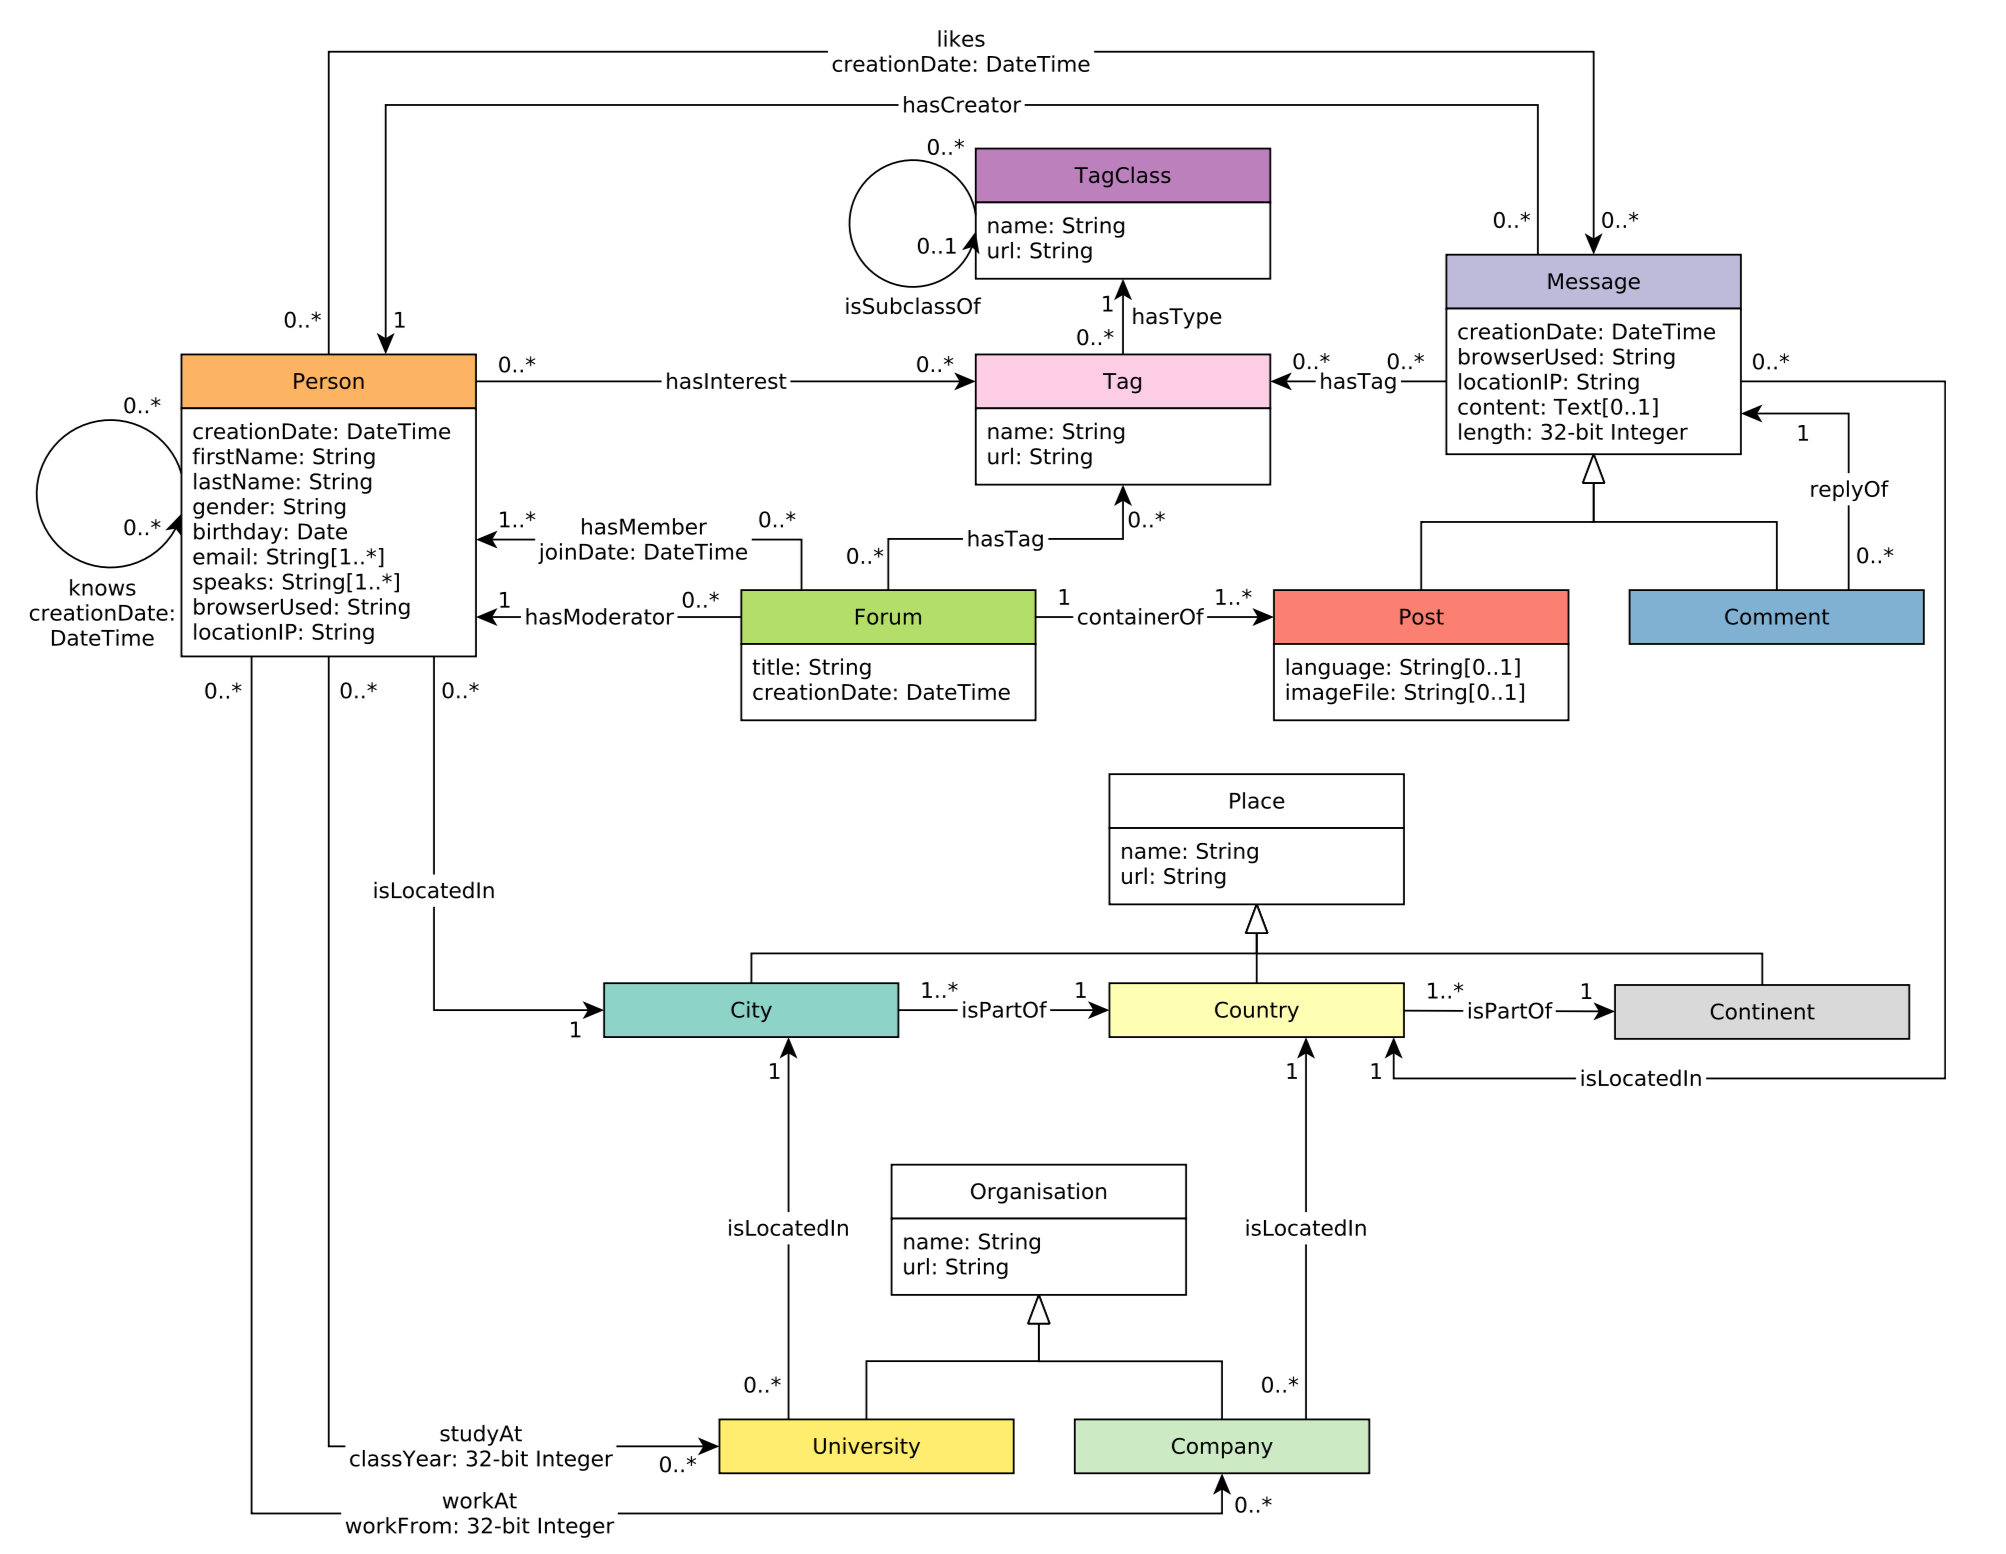 likes
creationDate: DateTime
hasCreator
0..*
TagClass
name: String
url: String
0..1
isSubclassOf
0..*
0..*
Message
creationDate: DateTime
browserUsed: String
locationIP: String
content: Text[0..1]
length: 32-bit Integer
1
hasType
0..*
0..*
1
Person
creationDate: DateTime
firstName: String
lastName: String
gender: String
birthday: Date
email: String[1..*]
speaks: String[1..*]
browserUsed: String
locationIP: String
0..*
hasInterest
0..*
Tag
name: String
url: String
0..*
hasTag
0..*
0..*
1
replyOf
0..*
0..*
0..*
knows
creationDate:
DateTime
1..*
hasMember
joinDate: DateTime
0..*
0..*
hasTag
0..*
1
hasModerator
0..*
Forum
title: String
creationDate: DateTime
1
containerOf
1..*
Post
language: String[0..1]
imageFile: String[0..1]
Comment
0..*
0..*
0..*
Place
name: String
url: String
isLocatedIn
1
City
1..*
isPartOf
1
Country
1..*
isPartOf
1
Continent
1
1
1
isLocatedIn
Organisation
name: String
url: String
isLocatedIn
isLocatedIn
0..*
0..*
studyAt
classYear: 32-bit Integer
0..*
University
Company
workAt
workFrom: 32-bit Integer
0..*